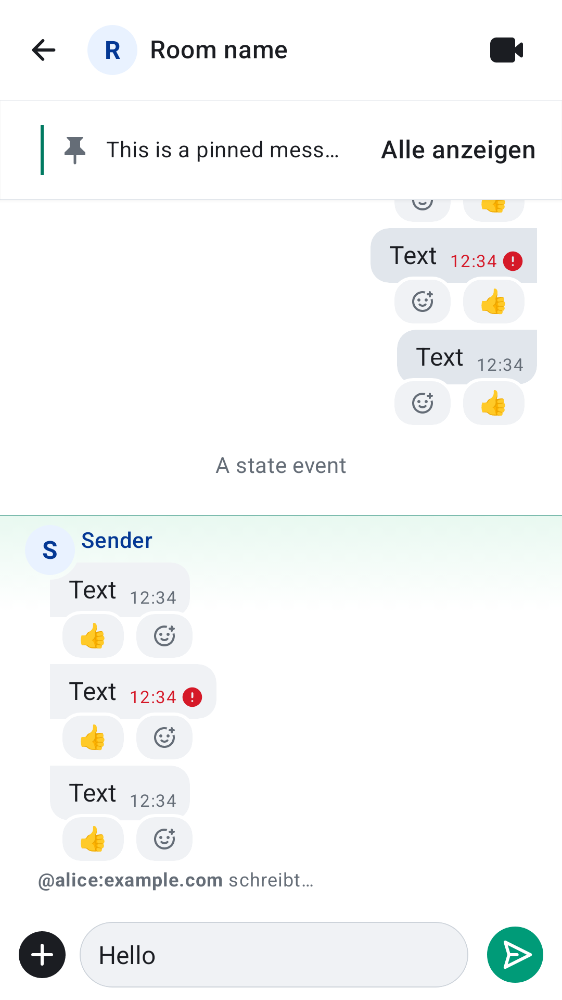 R Room name
This is a pinned mess… Alle anzeigen
Text 12:34
Text 12:34
A state event
S Sender
Text 12:34
Text 12:34
Text 12:34
@alice:example.com schreibt…
Hello